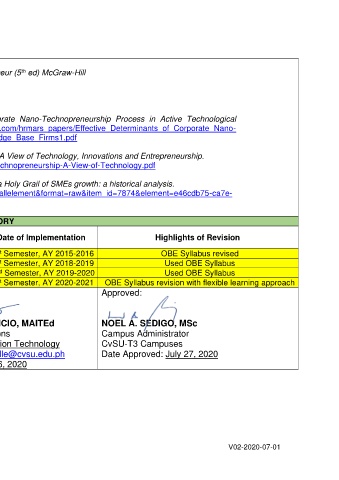 eur (5th ed) McGraw-Hill
rate Nano-Technopreneurship Process in Active Technological
.com/hrmars_papers/Effective_Determinants_of_Corporate_Nano-
dge_Base_Firms1.pdf
A View of Technology, Innovations and Entrepreneurship.
chnopreneurship-A-View-of-Technology.pdf
a Holy Grail of SMEs growth: a historical analysis.
allelement&format=raw&item_id=7874&element=e46cdb75-ca7e-
ORY
Date of Implementation Highlights of Revision
Semester, AY 2015-2016 OBE Syllabus revised
Semester, AY 2018-2019 Used OBE Syllabus
Semester, AY 2019-2020 Used OBE Syllabus
Semester, AY 2020-2021 OBE Syllabus revision with flexible learning approach
Approved:
CIO, MAITEd NOEL A. SEDIGO, MSc
ons Campus Administrator
ion Technology CvSU-T3 Campuses
lle@cvsu.edu.ph Date Approved: July 27, 2020
, 2020
V02-2020-07-01